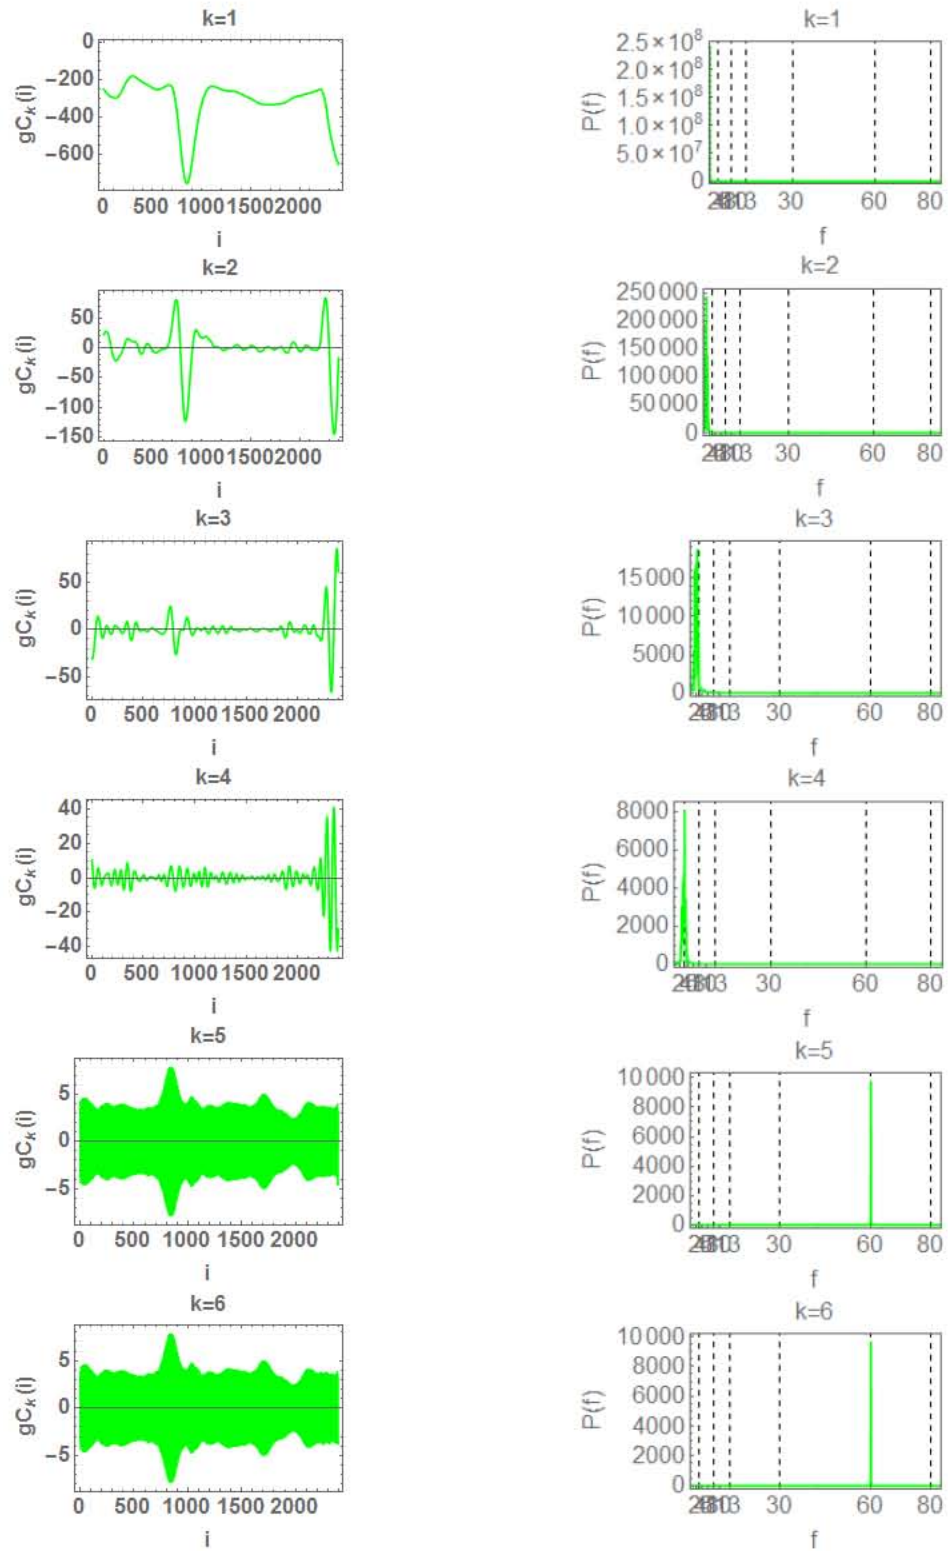 k=1
0
−200
−400
−600
gC_k(i)
0 500 1000 1500 2000
i
k=1
2.5×10^8
2.0×10^8
1.5×10^8
1.0×10^8
5.0×10^7
0
P(f)
30 60 80
f
k=2
50
0
−50
−100
−150
gC_k(i)
0 500 1000 1500 2000
i
k=2
250 000
200 000
150 000
100 000
50 000
0
P(f)
30 60 80
f
k=3
50
0
−50
gC_k(i)
0 500 1000 1500 2000
i
k=3
15 000
10 000
5000
0
P(f)
30 60 80
f
k=4
40
20
0
−20
−40
gC_k(i)
0 500 1000 1500 2000
i
k=4
8000
6000
4000
2000
0
P(f)
30 60 80
f
k=5
5
0
−5
gC_k(i)
0 500 1000 1500 2000
i
k=5
10 000
8000
6000
4000
2000
0
P(f)
30 60 80
f
k=6
5
0
−5
gC_k(i)
0 500 1000 1500 2000
i
k=6
10 000
8000
6000
4000
2000
0
P(f)
30 60 80
f